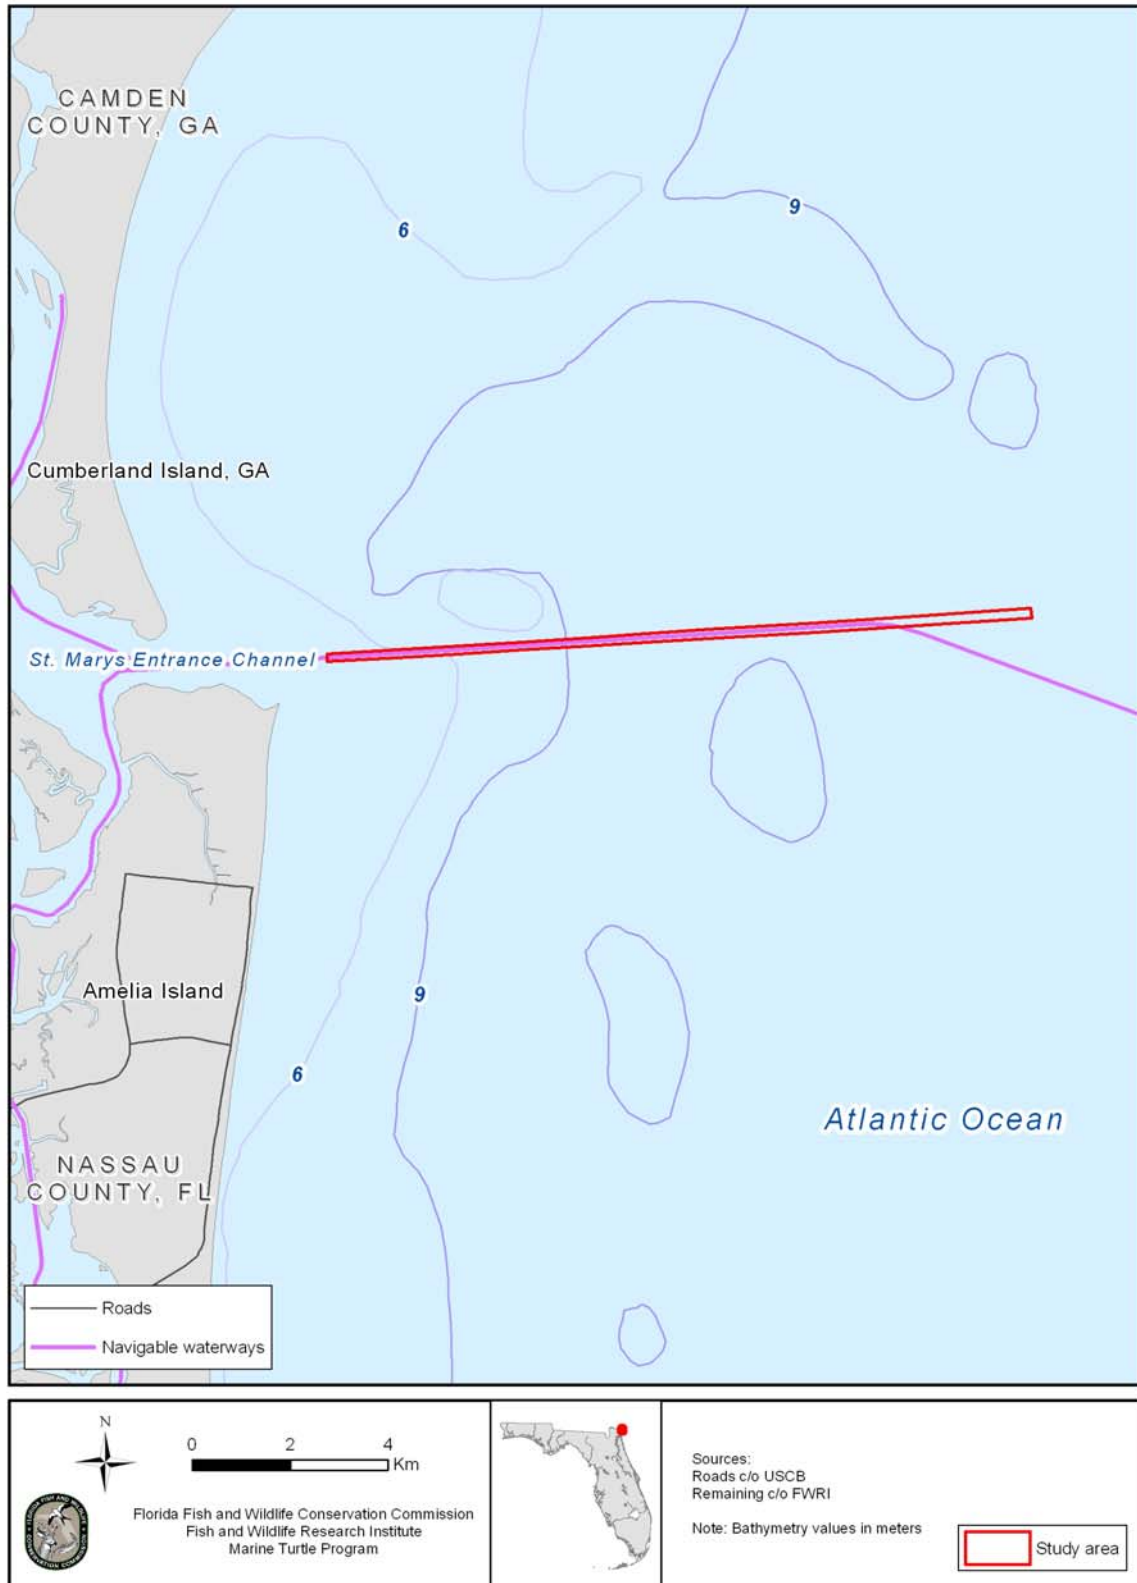 CAMDEN
COUNTY, GA
6
9
Cumberland Island, GA
St. Marys Entrance Channel
Amelia Island
9
6
Atlantic Ocean
NASSAU
COUNTY, FL
Roads
Navigable waterways
N
0 2 4
Km
Florida Fish and Wildlife Conservation Commission
Fish and Wildlife Research Institute
Marine Turtle Program
Sources:
Roads c/o USCB
Remaining c/o FWRI
Note: Bathymetry values in meters
Study area